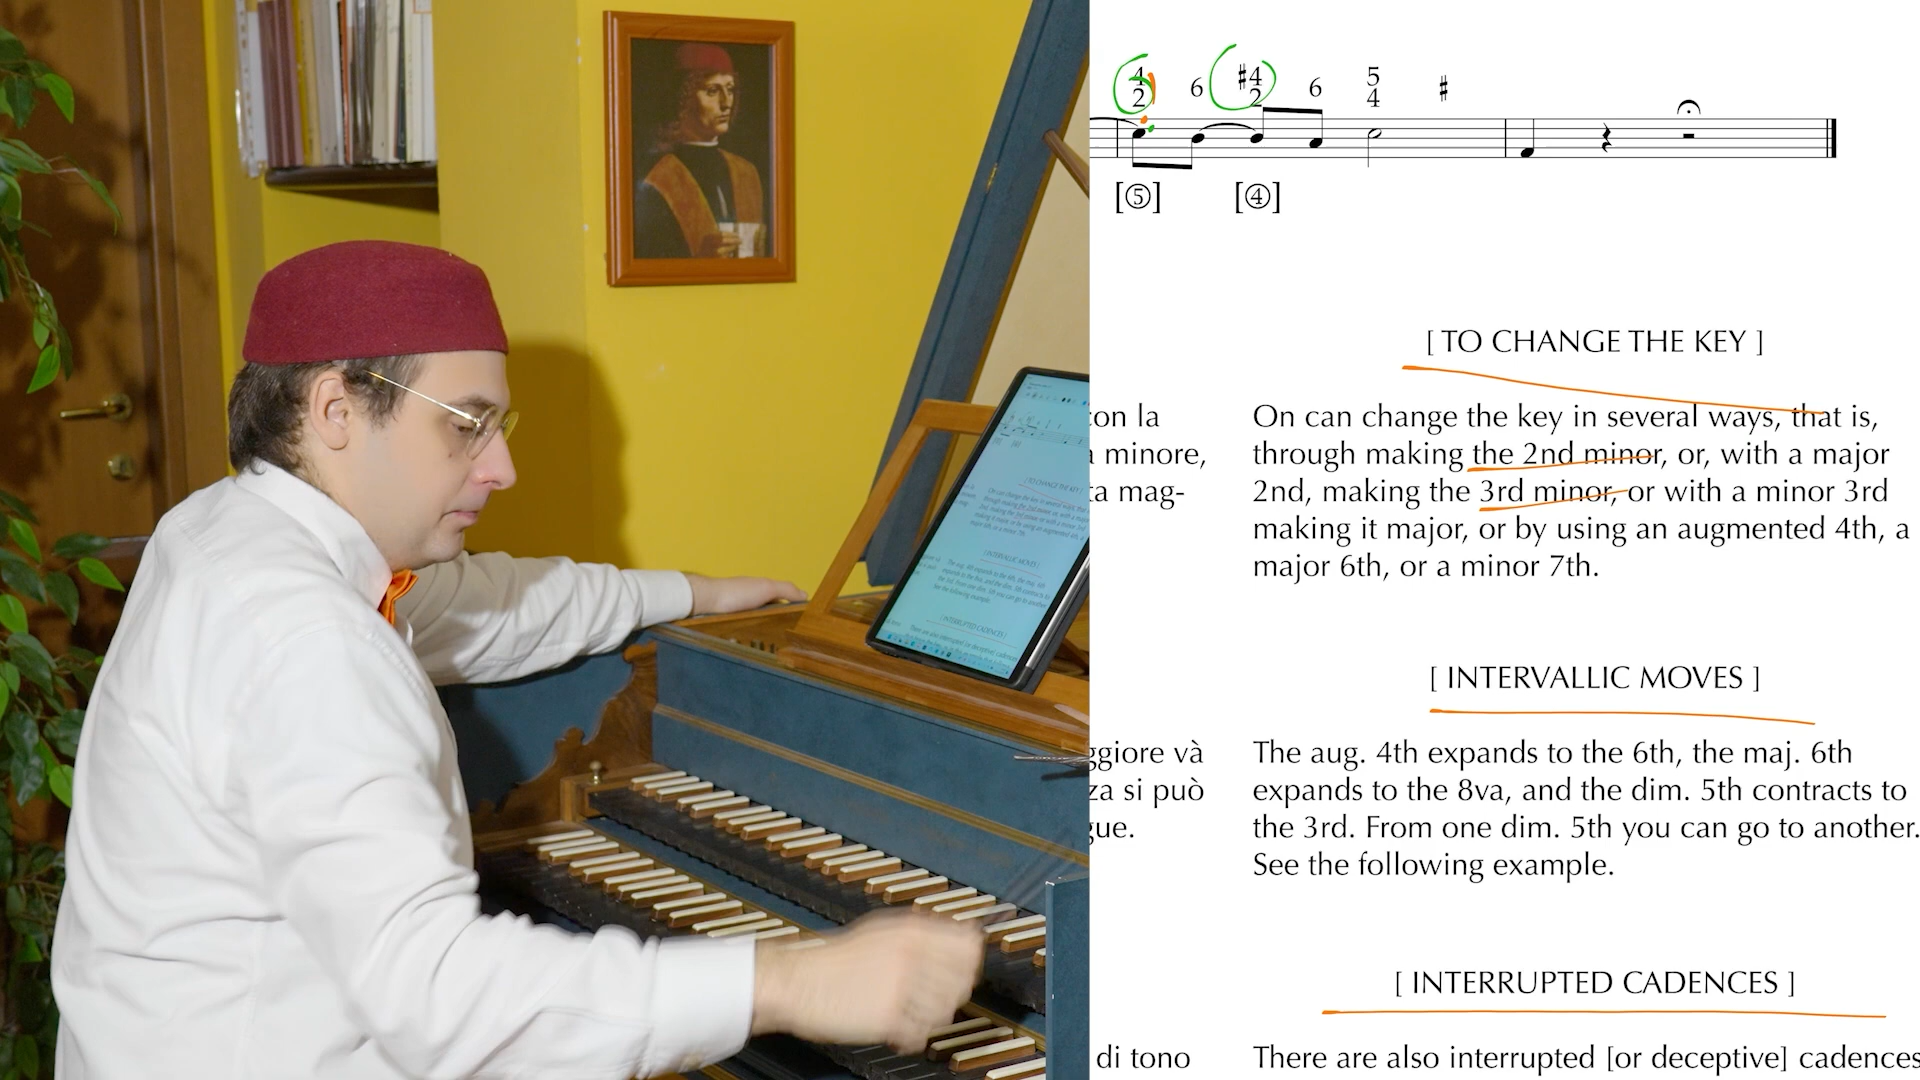 4 6 #4 6 5 #
2 2 4
[⑤] [④]
[ TO CHANGE THE KEY ]
con la
minore,
ta mag-
On can change the key in several ways, that is,
through making the 2nd minor, or, with a major
2nd, making the 3rd minor, or with a minor 3rd
making it major, or by using an augmented 4th, a
major 6th, or a minor 7th.
[ INTERVALLIC MOVES ]
ggiore và
za si può
gue.
The aug. 4th expands to the 6th, the maj. 6th
expands to the 8va, and the dim. 5th contracts to
the 3rd. From one dim. 5th you can go to another.
See the following example.
[ INTERRUPTED CADENCES ]
di tono
There are also interrupted [or deceptive] cadences